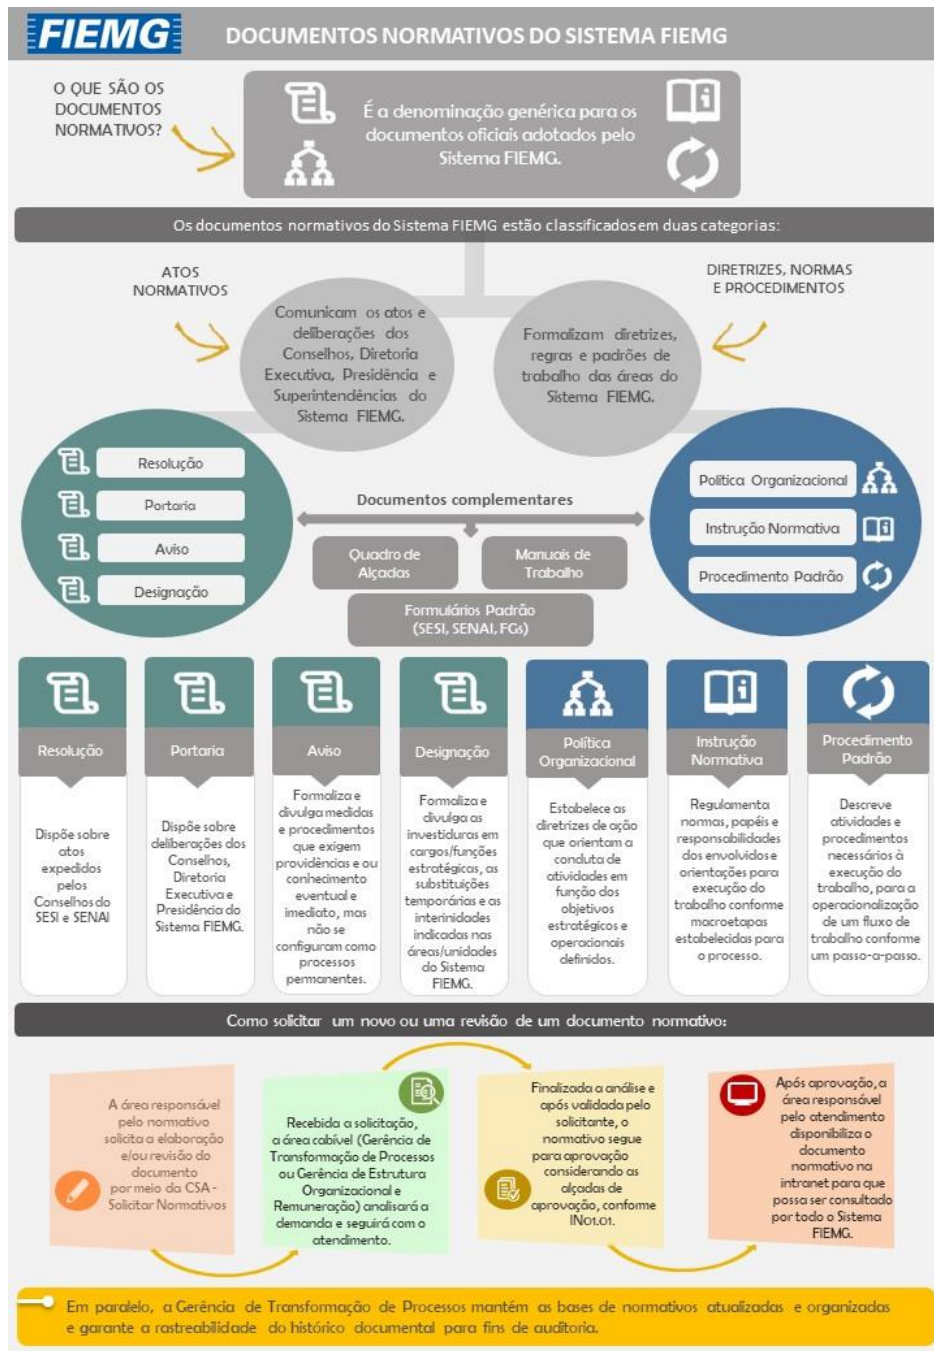 FIEMG
DOCUMENTOS NORMATIVOS DO SISTEMA FIEMG
O QUE SÃO OS
DOCUMENTOS
NORMATIVOS?
É a denominação genérica para os
documentos oficiais adotados pelo
Sistema FIEMG.
Os documentos normativos do Sistema FIEMG estão classificados em duas categorias:
ATOS
NORMATIVOS
Comunicam os atos e
deliberações dos
Conselhos, Diretoria
Executiva, Presidência e
Superintendências do
Sistema FIEMG.
DIRETRIZES, NORMAS
E PROCEDIMENTOS
Formalizam diretrizes,
regras e padrões de
trabalho das áreas do
Sistema FIEMG.
Resolução
Portaria
Aviso
Designação
Documentos complementares
Quadro de
Alçadas
Manuais de
Trabalho
Formulários Padrão
(SESI, SENAI, FGs)
Política Organizacional
Instrução Normativa
Procedimento Padrão
Resolução
Dispõe sobre
atos
expedidos
pelos
Conselhos do
SESI e SENAI
Portaria
Dispõe sobre
deliberações dos
Conselhos,
Diretoria
Executiva e
Presidência do
Sistema FIEMG.
Aviso
Formaliza e
divulga medidas
e procedimentos
que exigem
providências e ou
conhecimento
eventual e
imediato, mas
não se
configuram como
processos
permanentes.
Designação
Formaliza e
divulga as
investiduras em
cargos/funções
estratégicas, as
substituições
temporárias e as
interinidades
indicadas nas
áreas/unidades
do Sistema
FIEMG.
Política
Organizacional
Estabelece as
diretrizes de ação
que orientam a
conduta de
atividades em
função dos
objetivos
estratégicos e
operacionais
definidos.
Instrução
Normativa
Regulamenta
normas, papéis e
responsabilidades
dos envolvidos e
orientações para
execução do
trabalho conforme
macroetapas
estabelecidas para
o processo.
Procedimento
Padrão
Descreve
atividades e
procedimentos
necessários à
execução do
trabalho, para a
operacionalização
de um fluxo de
trabalho conforme
um passo-a-passo.
Como solicitar um novo ou uma revisão de um documento normativo:
A área responsável
pelo normativo
solicita a elaboração
e/ou revisão do
documento
por meio da CSA -
Solicitar Normativos
Recebida a solicitação,
a área cabível (Gerência de
Transformação de Processos
ou Gerência de Estrutura
Organizacional e
Remuneração) analisará a
demanda e seguirá com o
atendimento.
Finalizada a análise e
após validada pelo
solicitante, o
normativo segue
para aprovação
considerando as
alçadas de
aprovação, conforme
IN01.01.
Após aprovação, a
área responsável
pelo atendimento
disponibiliza o
documento
normativo na
intranet para que
possa ser consultado
por todo o Sistema
FIEMG.
Em paralelo, a Gerência de Transformação de Processos mantém as bases de normativos atualizadas e organizadas
e garante a rastreabilidade do histórico documental para fins de auditoria.